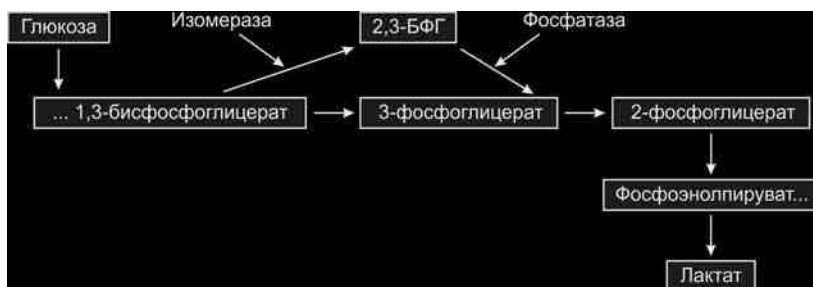 Глюкоза
Изомераза
2,3-БФГ
Фосфатаза
... 1,3-бисфосфоглицерат
3-фосфоглицерат
2-фосфоглицерат
Фосфоэнолпируват...
Лактат